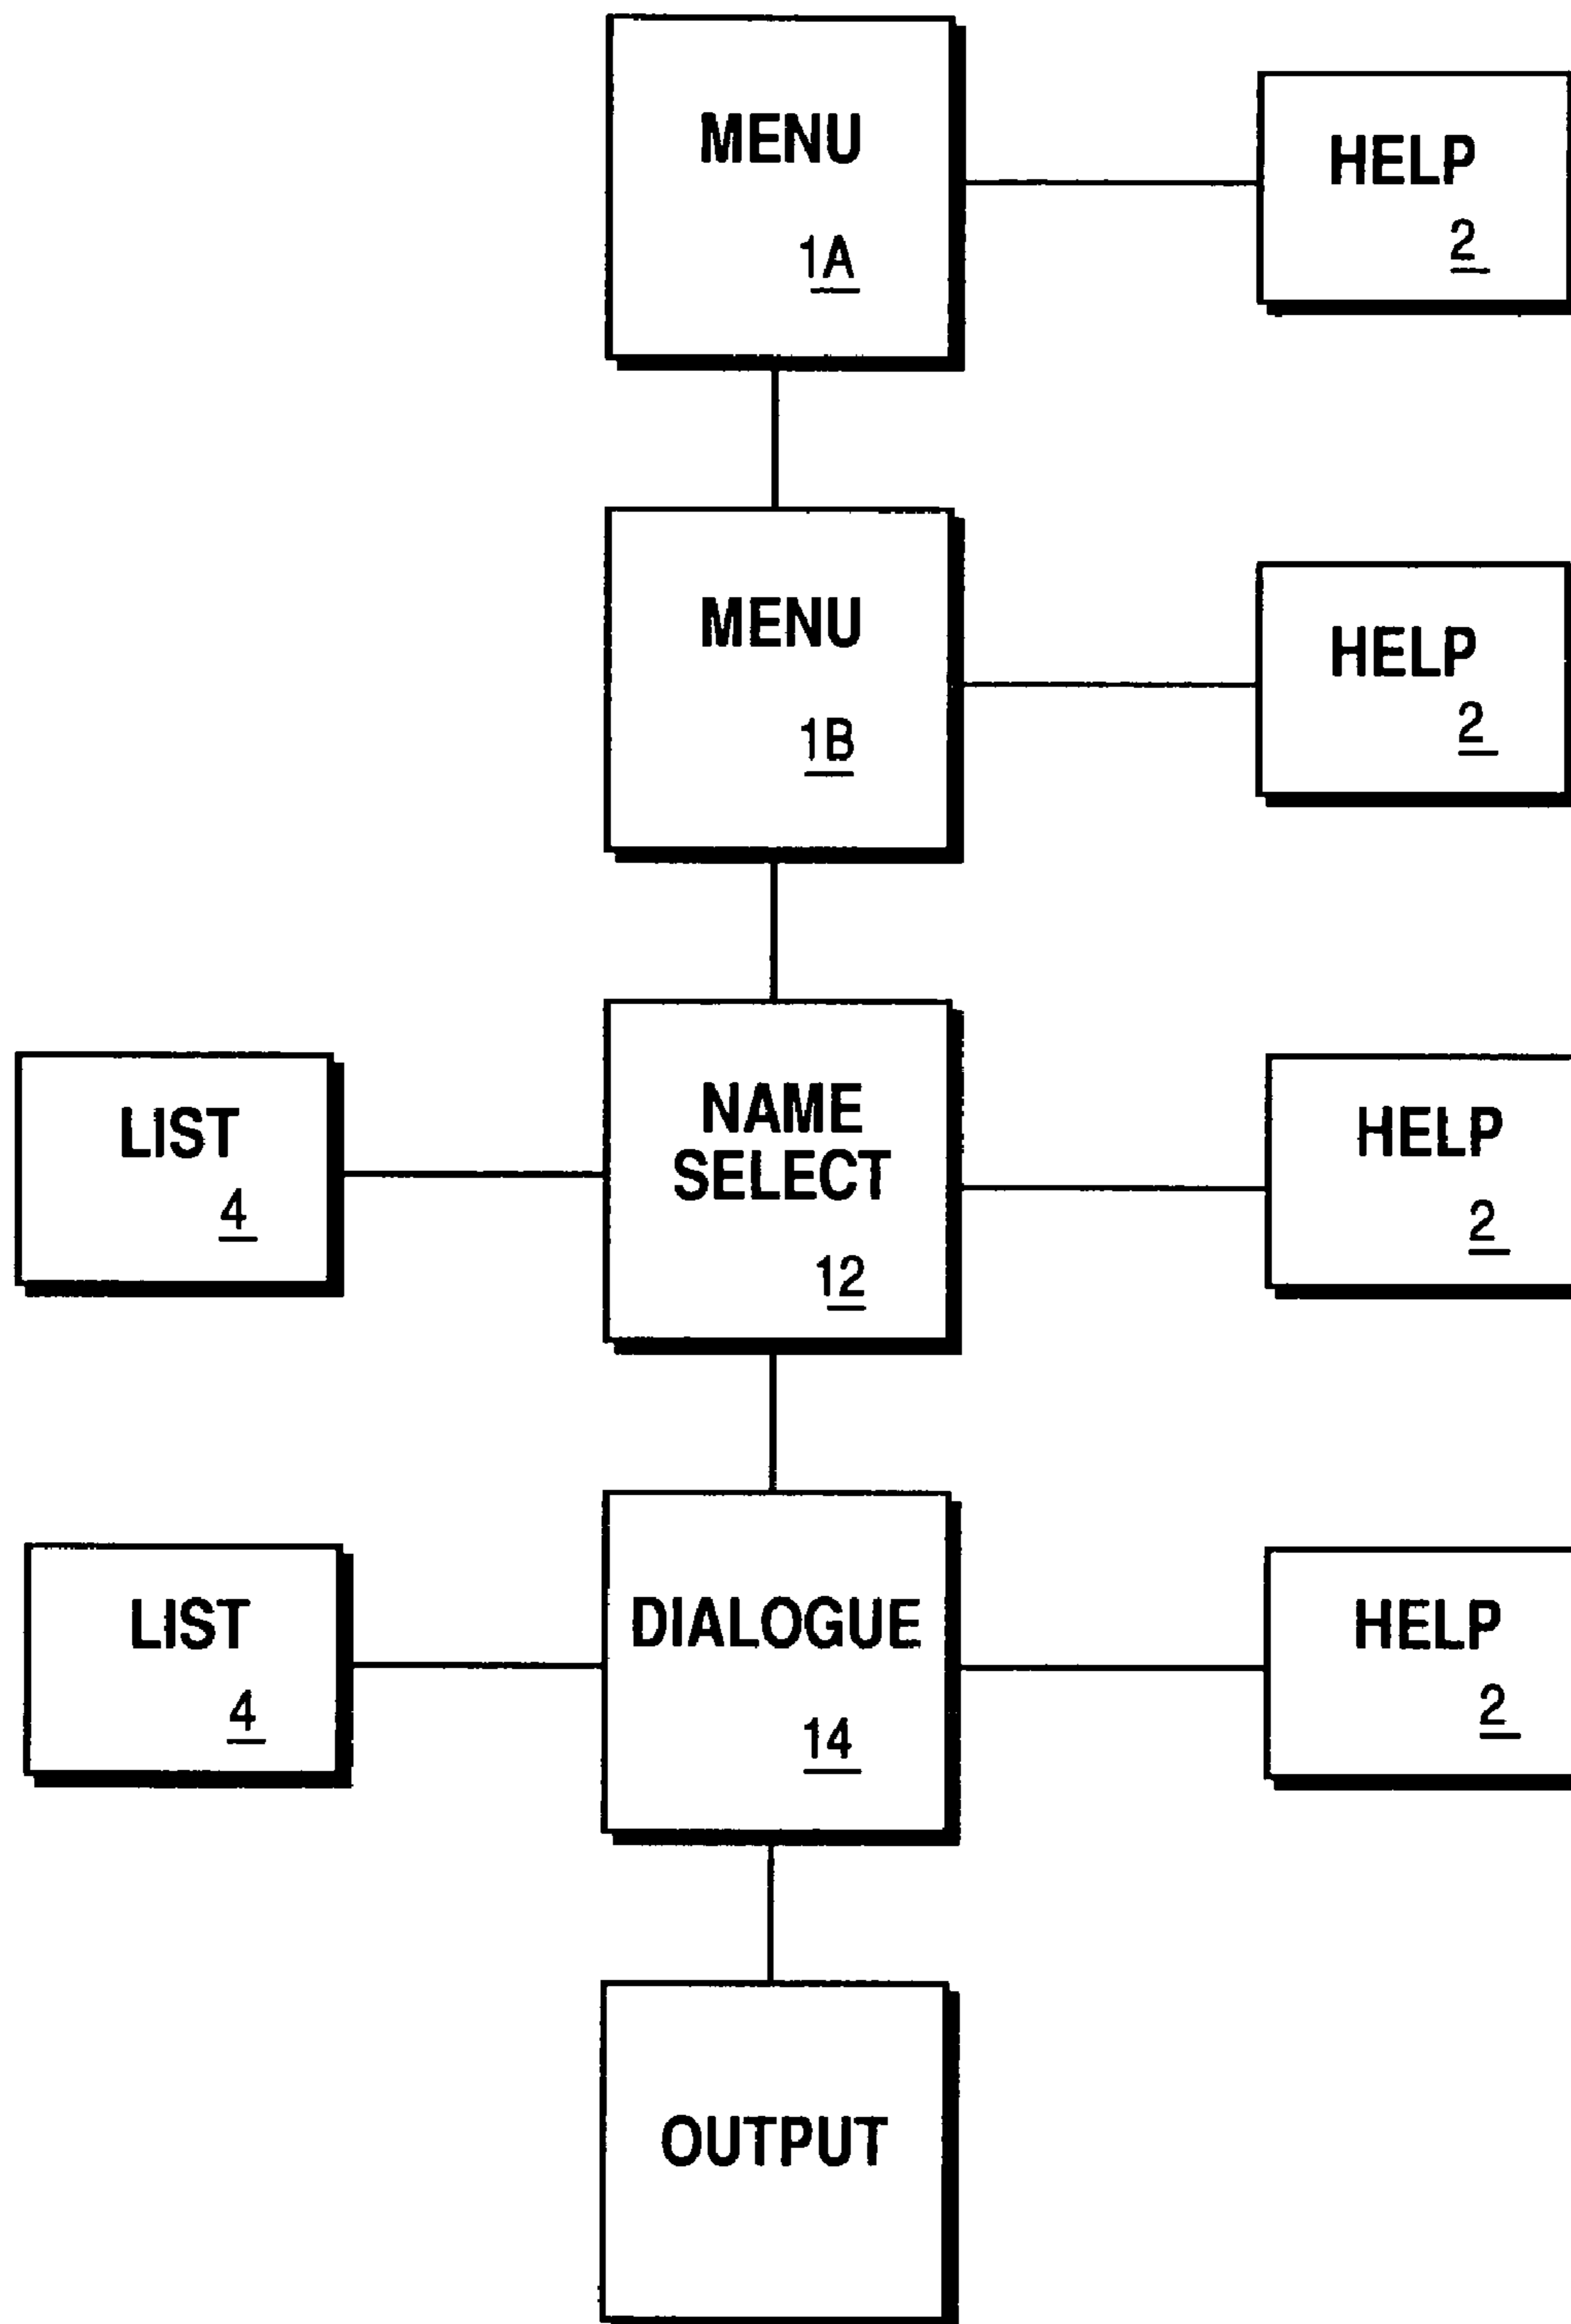 MENU
1A
HELP
2
MENU
1B
HELP
2
LIST
4
NAME
SELECT
12
HELP
2
LIST
4
DIALOGUE
14
HELP
2
OUTPUT